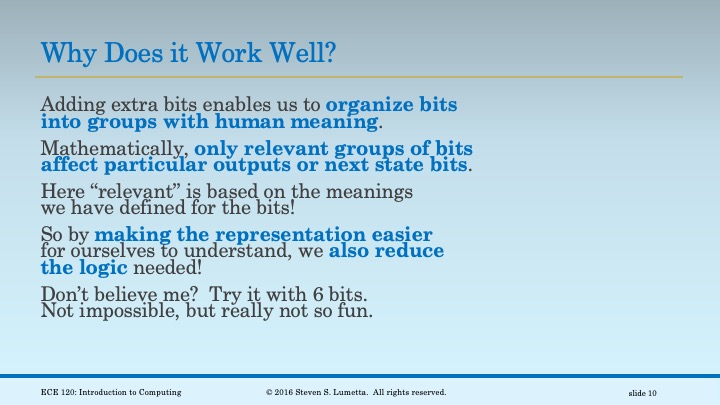 Why Does it Work Well?
Adding extra bits enables us to organize bits
into groups with human meaning.
Mathematically, only relevant groups of bits
affect particular outputs or next state bits.
Here “relevant” is based on the meanings
we have defined for the bits!
So by making the representation easier
for ourselves to understand, we also reduce
the logic needed!
Don’t believe me?  Try it with 6 bits.
Not impossible, but really not so fun.
ECE 120: Introduction to Computing
© 2016 Steven S. Lumetta.  All rights reserved.
slide 10